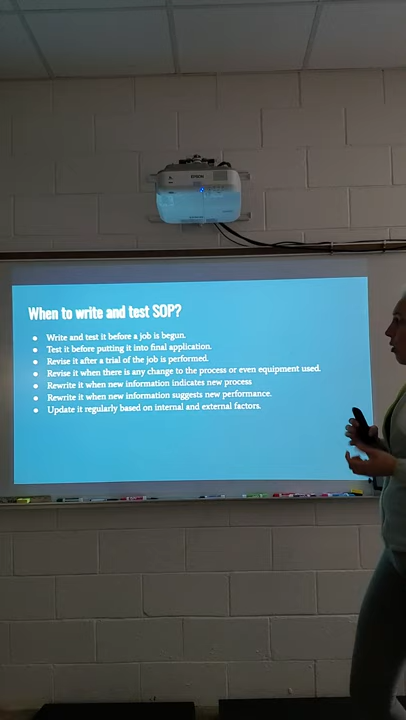 EPSON
When to write and test SOP?
● Write and test it before a job is begun.
● Test it before putting it into final application.
● Revise it after a trial of the job is performed.
● Revise it when there is any change to the process or even equipment used.
● Rewrite it when new information indicates new process
● Rewrite it when new information suggests new performance.
● Update it regularly based on internal and external factors.